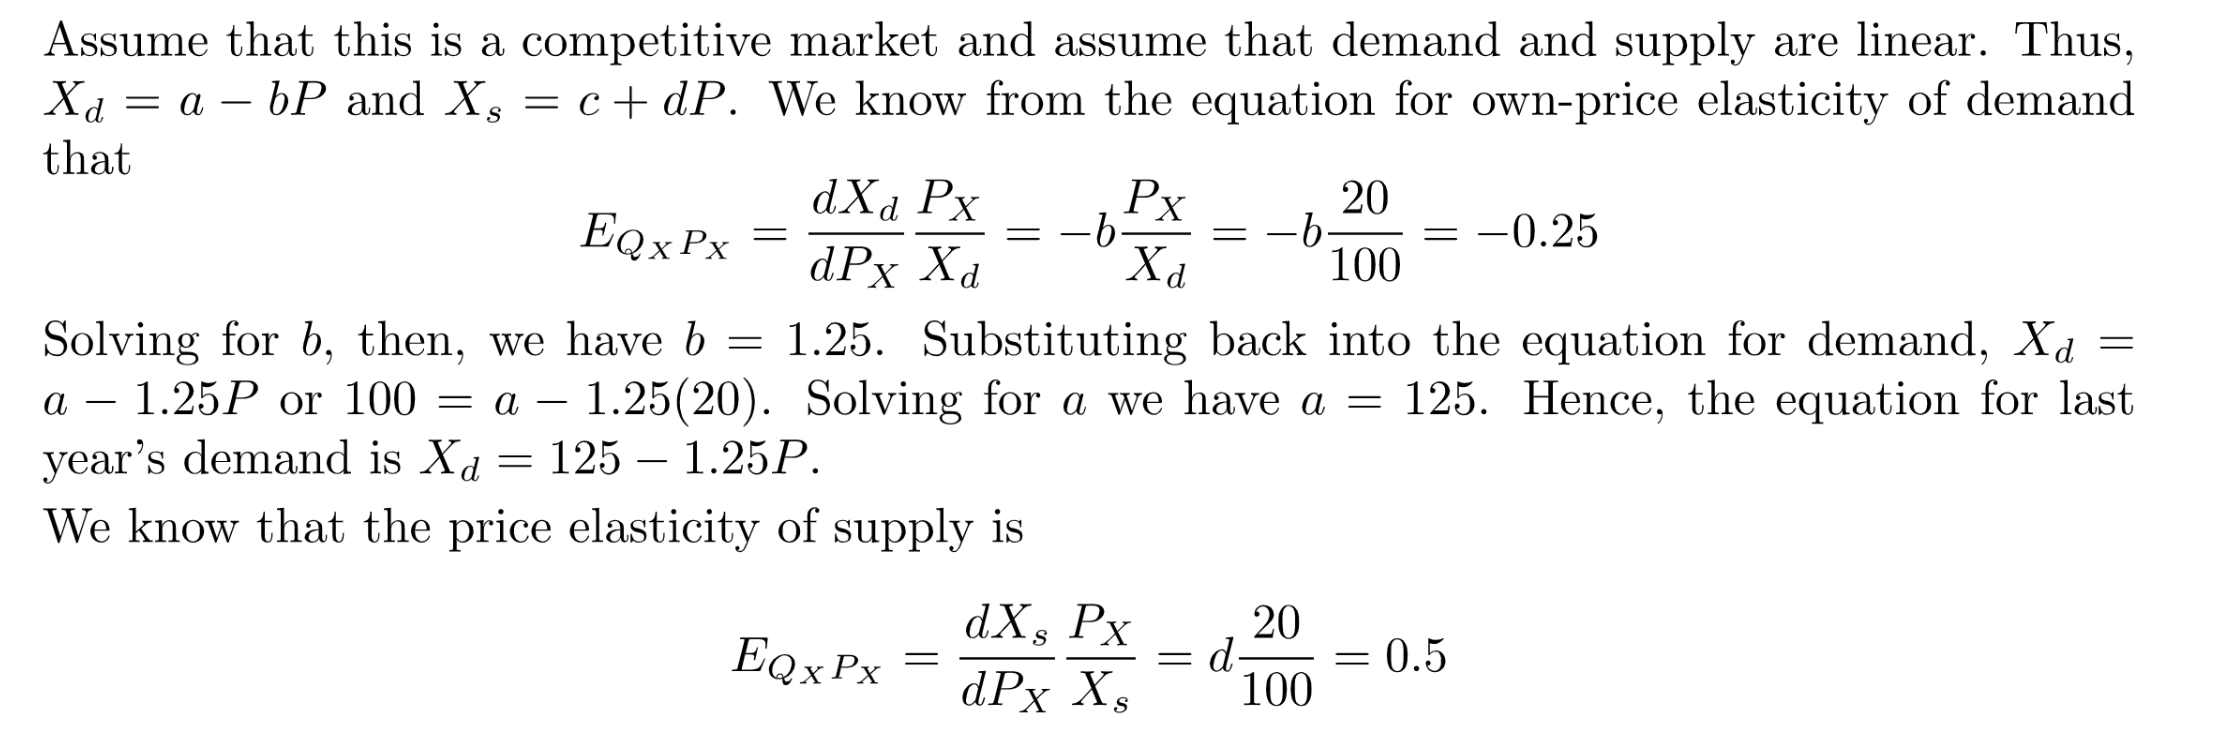 Assume that this is a competitive market and assume that demand and supply are linear. Thus,
$X_d = a - bP$ and $X_s = c + dP$. We know from the equation for own-price elasticity of demand
that
$E_{Q_X P_X} = \frac{dX_d}{dP_X} \frac{P_X}{X_d} = -b \frac{P_X}{X_d} = -b \frac{20}{100} = -0.25$
Solving for $b$, then, we have $b = 1.25$. Substituting back into the equation for demand, $X_d =$
$a - 1.25P$ or $100 = a - 1.25(20)$. Solving for $a$ we have $a = 125$. Hence, the equation for last
year's demand is $X_d = 125 - 1.25P$.
We know that the price elasticity of supply is
$E_{Q_X P_X} = \frac{dX_s}{dP_X} \frac{P_X}{X_s} = d \frac{20}{100} = 0.5$